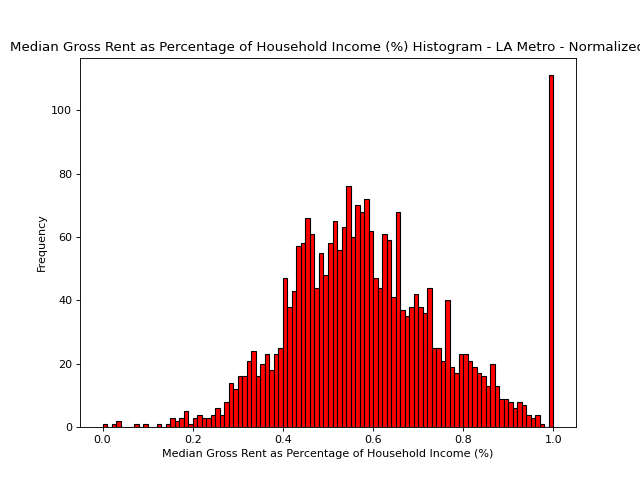 Median Gross Rent as Percentage of Household Income (%) Histogram - LA Metro - Normalized
100
80
60
40
20
0
Frequency
0.0 0.2 0.4 0.6 0.8 1.0
Median Gross Rent as Percentage of Household Income (%)